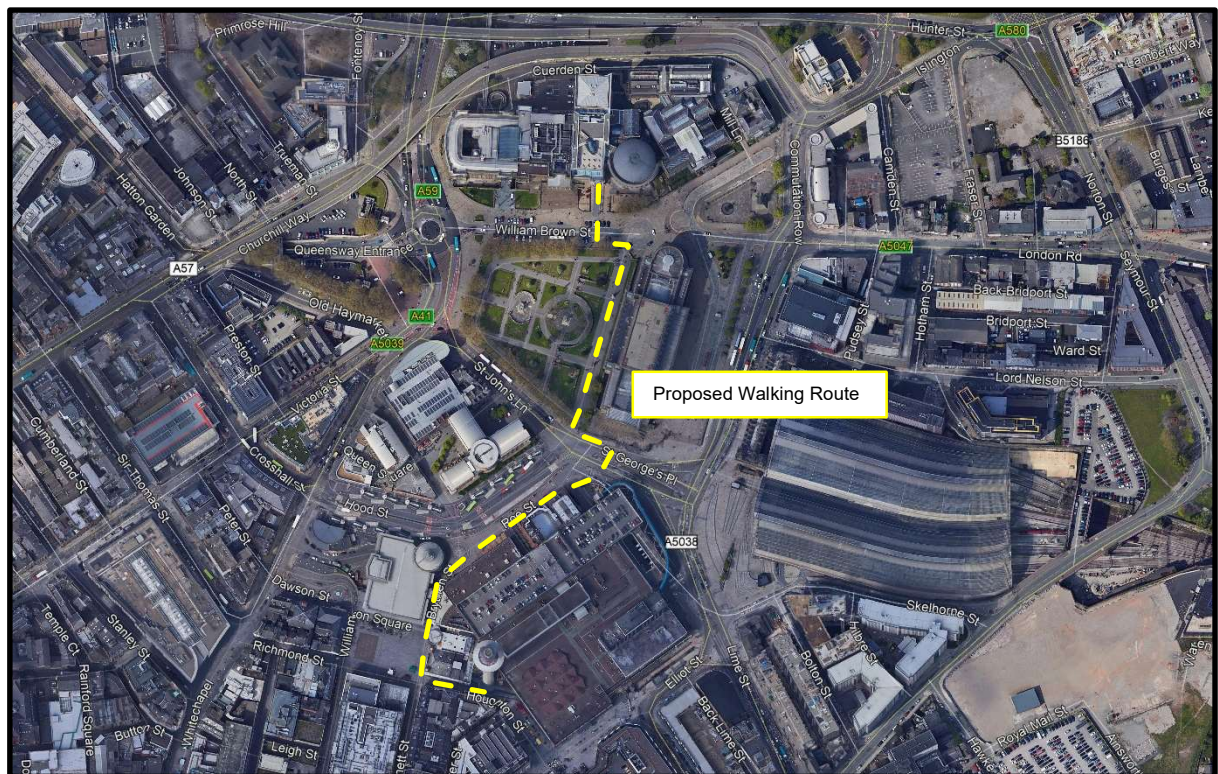 Primrose Hill
Fontenoy St
Hunter St
A580
Lambert Way
Islington
Cuerden St
Mill Ln
Trueman St
North St
Johnson St
Hatton Garden
Commutation Row
Camden St
Fraser St
B5186
Norton St
A59
Churchill Way
Queensway Entrance
William Brown St
A5047
London Rd
A57
Old Haymarket
A41
A5039
Preston St
Victoria St
St John's Ln
Pudsey St
Hotham St
Back Bridport St
Bridport St
Ward St
Seymour St
Lord Nelson St
Proposed Walking Route
Cumberland St
Sir Thomas St
Crosshall St
Queen Square
Peter St
St George's Pl
Roe St
A5038
Dawson St
Skelhorne St
Temple Ct
Stanley St
Rainford Square
Richmond St
Whitechapel
Button St
Leigh St
Houghton St
Elliot St
Lime St
Back Lime St
Bolton St
Hilbre St
Royal Mail St